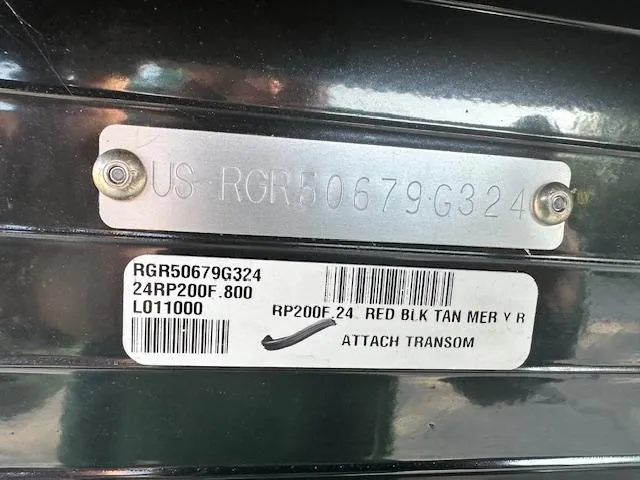 US-RGR50679G324
RGR50679G324
24RP200F.800
L011000
RP200F.24 RED BLK TAN MER Y R
ATTACH TRANSOM